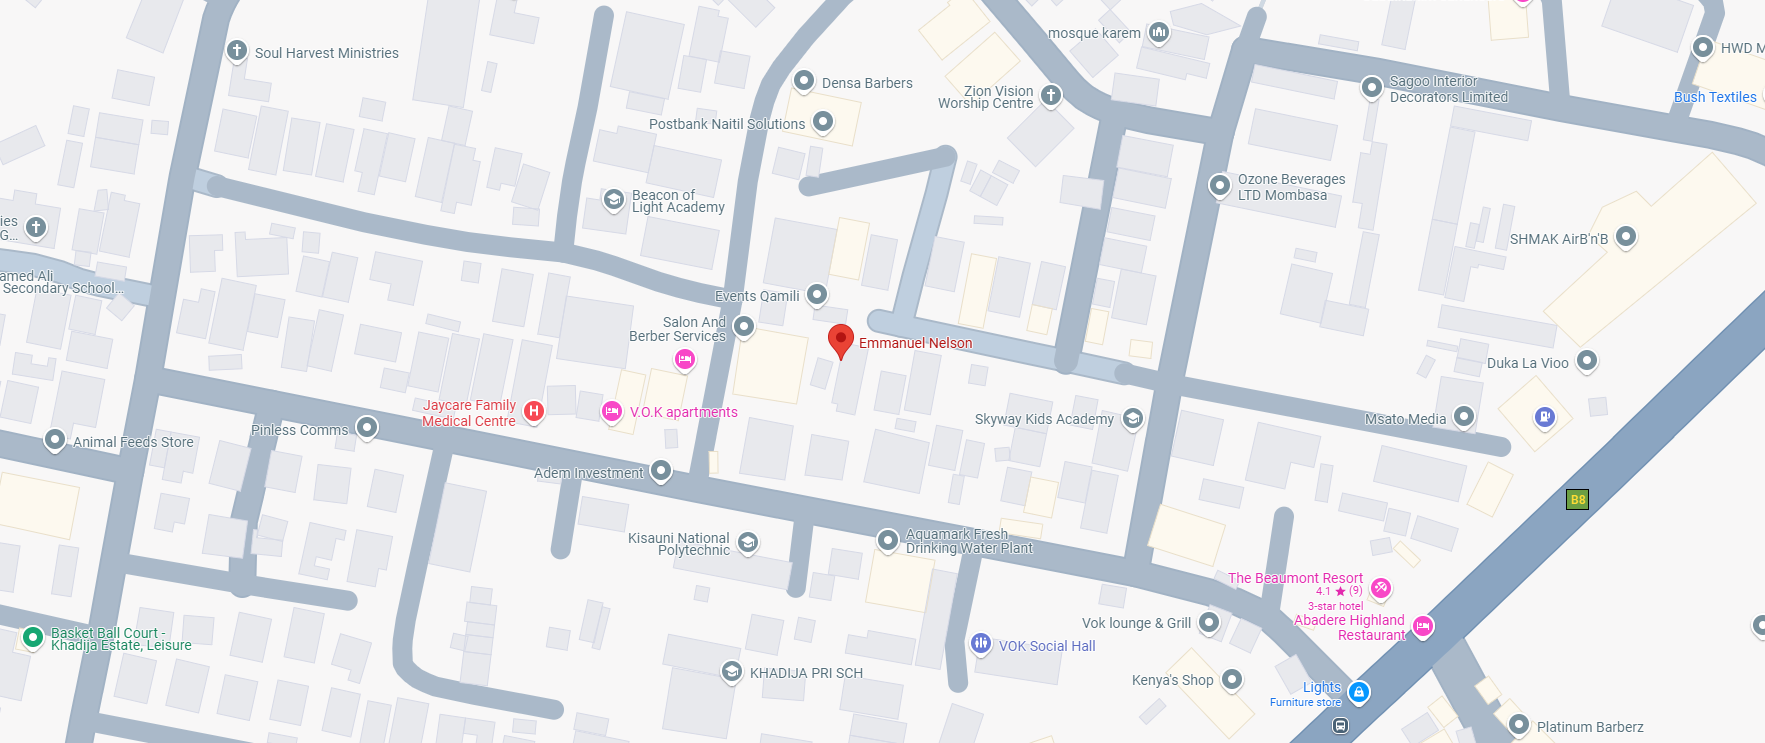 Soul Harvest Ministries
mosque karem
HWD M
Densa Barbers
Zion Vision
Worship Centre
Sagoo Interior
Decorators Limited
Bush Textiles
Postbank Naitil Solutions
Beacon of
Light Academy
Ozone Beverages
LTD Mombasa
ies
G...
SHMAK AirB'n'B
amed Ali
Secondary School...
Events Qamili
Salon And
Berber Services
Emmanuel Nelson
Duka La Vioo
Jaycare Family
Medical Centre
V.O.K apartments
Skyway Kids Academy
Msato Media
Pinless Comms
Animal Feeds Store
Adem Investment
B8
Kisauni National
Polytechnic
Aquamark Fresh
Drinking Water Plant
The Beaumont Resort
4.1 ★ (9)
3-star hotel
Abadere Highland
Restaurant
Vok lounge & Grill
Basket Ball Court -
Khadija Estate, Leisure
VOK Social Hall
KHADIJA PRI SCH
Kenya's Shop
Lights
Furniture store
Platinum Barberz